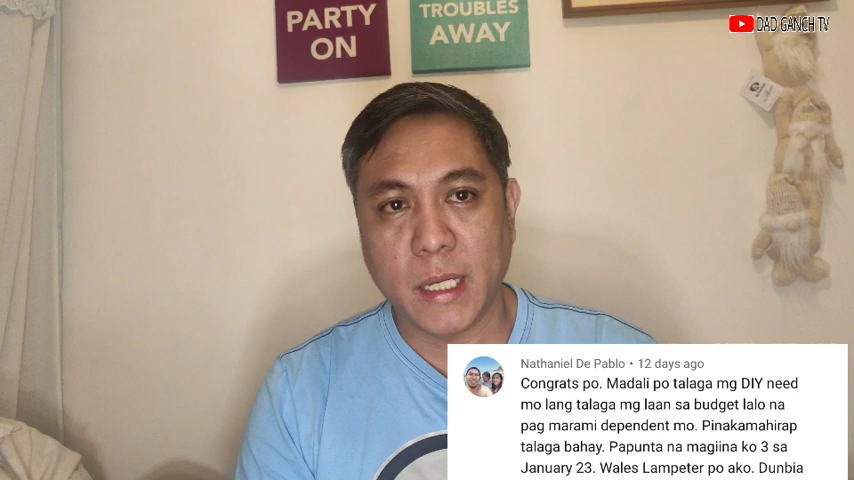 PARTY
ON
TROUBLES
AWAY
DAD GANCH TV
Nathaniel De Pablo • 12 days ago
Congrats po. Madali po talaga mg DIY need
mo lang talaga mg laan sa budget lalo na
pag marami dependent mo. Pinakamahirap
talaga bahay. Papunta na magiina ko 3 sa
January 23. Wales Lampeter po ako. Dunbia